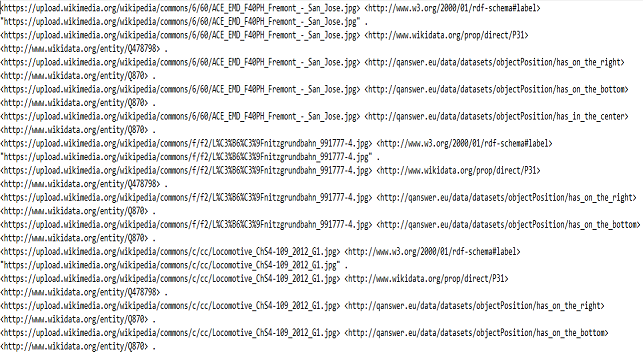 <https://upload.wikimedia.org/wikipedia/commons/6/60/ACE_EMD_F40PH_Fremont_-_San_Jose.jpg> <http://www.w3.org/2000/01/rdf-schema#label>
"https://upload.wikimedia.org/wikipedia/commons/6/60/ACE_EMD_F40PH_Fremont_-_San_Jose.jpg" .
<https://upload.wikimedia.org/wikipedia/commons/6/60/ACE_EMD_F40PH_Fremont_-_San_Jose.jpg> <http://www.wikidata.org/prop/direct/P31>
<http://www.wikidata.org/entity/Q478798> .
<https://upload.wikimedia.org/wikipedia/commons/6/60/ACE_EMD_F40PH_Fremont_-_San_Jose.jpg> <http://qanswer.eu/data/datasets/objectPosition/has_on_the_right>
<http://www.wikidata.org/entity/Q870> .
<https://upload.wikimedia.org/wikipedia/commons/6/60/ACE_EMD_F40PH_Fremont_-_San_Jose.jpg> <http://qanswer.eu/data/datasets/objectPosition/has_on_the_bottom>
<http://www.wikidata.org/entity/Q870> .
<https://upload.wikimedia.org/wikipedia/commons/6/60/ACE_EMD_F40PH_Fremont_-_San_Jose.jpg> <http://qanswer.eu/data/datasets/objectPosition/has_in_the_center>
<http://www.wikidata.org/entity/Q870> .
<https://upload.wikimedia.org/wikipedia/commons/f/f2/L%C3%B6%C3%9Fnitzgrundbahn_991777-4.jpg> <http://www.w3.org/2000/01/rdf-schema#label>
"https://upload.wikimedia.org/wikipedia/commons/f/f2/L%C3%B6%C3%9Fnitzgrundbahn_991777-4.jpg" .
<https://upload.wikimedia.org/wikipedia/commons/f/f2/L%C3%B6%C3%9Fnitzgrundbahn_991777-4.jpg> <http://www.wikidata.org/prop/direct/P31>
<http://www.wikidata.org/entity/Q478798> .
<https://upload.wikimedia.org/wikipedia/commons/f/f2/L%C3%B6%C3%9Fnitzgrundbahn_991777-4.jpg> <http://qanswer.eu/data/datasets/objectPosition/has_on_the_right>
<http://www.wikidata.org/entity/Q870> .
<https://upload.wikimedia.org/wikipedia/commons/f/f2/L%C3%B6%C3%9Fnitzgrundbahn_991777-4.jpg> <http://qanswer.eu/data/datasets/objectPosition/has_on_the_bottom>
<http://www.wikidata.org/entity/Q870> .
<https://upload.wikimedia.org/wikipedia/commons/c/cc/Locomotive_ChS4-109_2012_G1.jpg> <http://www.w3.org/2000/01/rdf-schema#label>
"https://upload.wikimedia.org/wikipedia/commons/c/cc/Locomotive_ChS4-109_2012_G1.jpg" .
<https://upload.wikimedia.org/wikipedia/commons/c/cc/Locomotive_ChS4-109_2012_G1.jpg> <http://www.wikidata.org/prop/direct/P31>
<http://www.wikidata.org/entity/Q478798> .
<https://upload.wikimedia.org/wikipedia/commons/c/cc/Locomotive_ChS4-109_2012_G1.jpg> <http://qanswer.eu/data/datasets/objectPosition/has_on_the_right>
<http://www.wikidata.org/entity/Q870> .
<https://upload.wikimedia.org/wikipedia/commons/c/cc/Locomotive_ChS4-109_2012_G1.jpg> <http://qanswer.eu/data/datasets/objectPosition/has_on_the_bottom>
<http://www.wikidata.org/entity/Q870> .